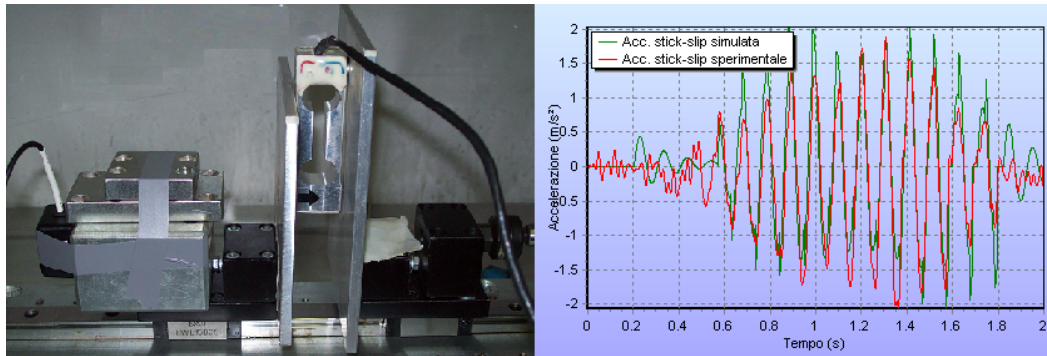 Acc. stick-slip simulata
Acc. stick-slip sperimentale
Accelerazione (m/s²)
2
1.5
1
0.5
0
-0.5
-1
-1.5
-2
0 0.2 0.4 0.6 0.8 1 1.2 1.4 1.6 1.8 2
Tempo (s)